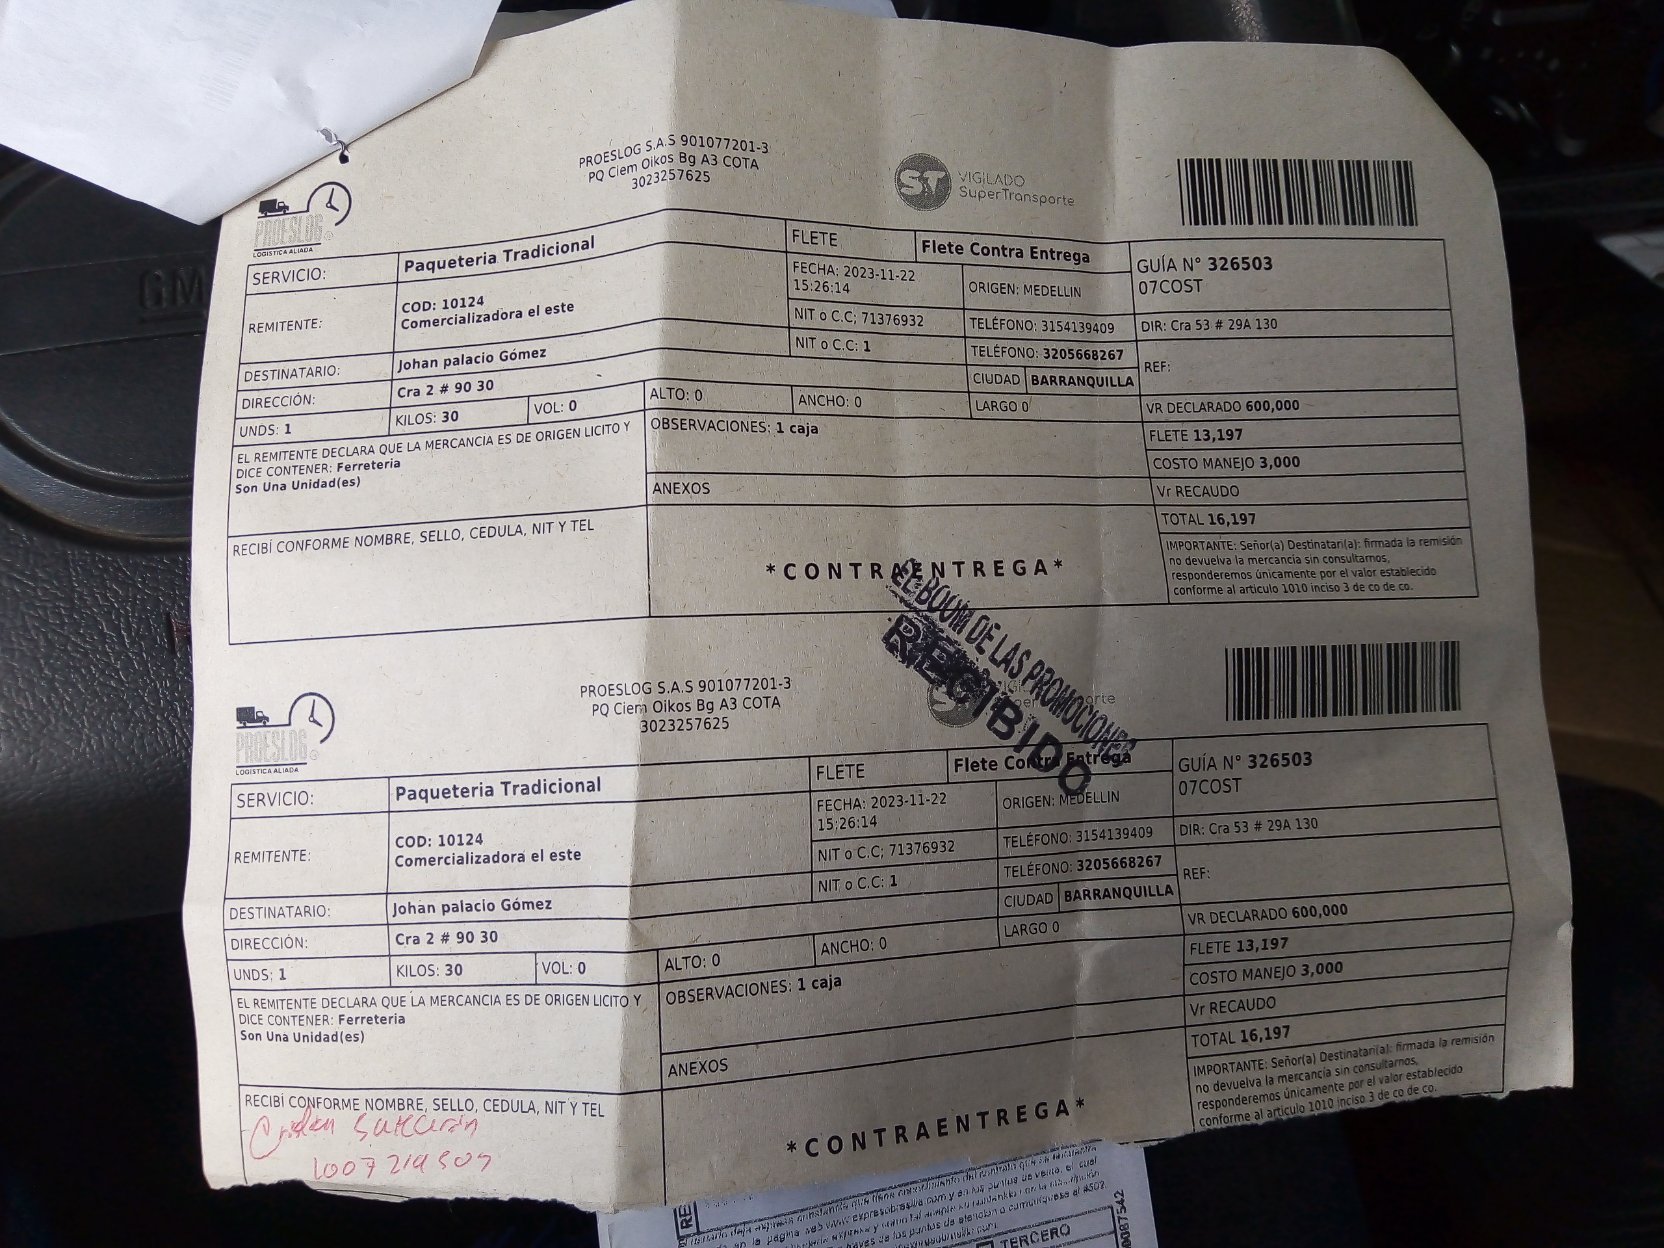 PROESLOG S.A.S 901077201-3
PQ Ciem Oikos Bg A3 COTA
3023257625
PROESLOG
LOGISTICA ALIADA
ST VIGILADO
SuperTransporte
SERVICIO: Paqueteria Tradicional
FLETE Flete Contra Entrega
GUÍA N° 326503
07COST
REMITENTE: COD: 10124
Comercializadora el este
FECHA: 2023-11-22
15:26:14
ORIGEN: MEDELLIN
NIT o C.C; 71376932
TELÉFONO: 3154139409
DIR: Cra 53 # 29A 130
DESTINATARIO: Johan palacio Gómez
NIT o C.C: 1
TELÉFONO: 3205668267
REF:
DIRECCIÓN: Cra 2 # 90 30
CIUDAD BARRANQUILLA
UNDS: 1 KILOS: 30 VOL: 0 ALTO: 0 ANCHO: 0 LARGO 0
VR DECLARADO 600,000
EL REMITENTE DECLARA QUE LA MERCANCIA ES DE ORIGEN LICITO Y
DICE CONTENER: Ferreteria
Son Una Unidad(es)
OBSERVACIONES: 1 caja
FLETE 13,197
COSTO MANEJO 3,000
ANEXOS
Vr RECAUDO
TOTAL 16,197
RECIBÍ CONFORME NOMBRE, SELLO, CEDULA, NIT Y TEL
*CONTRAENTREGA*
IMPORTANTE: Señor(a) Destinatari(a): firmada la remisión
no devuelva la mercancia sin consultarnos,
responderemos únicamente por el valor establecido
conforme al articulo 1010 inciso 3 de co de co.
EL BOOM DE LAS PROMOCIONES
RECIBIDO
PROESLOG S.A.S 901077201-3
PQ Ciem Oikos Bg A3 COTA
3023257625
PROESLOG
LOGISTICA ALIADA
SERVICIO: Paqueteria Tradicional
FLETE Flete Contra Entrega
GUÍA N° 326503
07COST
REMITENTE: COD: 10124
Comercializadora el este
FECHA: 2023-11-22
15:26:14
ORIGEN: MEDELLIN
NIT o C.C; 71376932
TELÉFONO: 3154139409
DIR: Cra 53 # 29A 130
DESTINATARIO: Johan palacio Gómez
NIT o C.C: 1
TELÉFONO: 3205668267
REF:
DIRECCIÓN: Cra 2 # 90 30
CIUDAD BARRANQUILLA
UNDS: 1 KILOS: 30 VOL: 0 ALTO: 0 ANCHO: 0 LARGO 0
VR DECLARADO 600,000
EL REMITENTE DECLARA QUE LA MERCANCIA ES DE ORIGEN LICITO Y
DICE CONTENER: Ferreteria
Son Una Unidad(es)
OBSERVACIONES: 1 caja
FLETE 13,197
COSTO MANEJO 3,000
ANEXOS
Vr RECAUDO
TOTAL 16,197
RECIBÍ CONFORME NOMBRE, SELLO, CEDULA, NIT Y TEL
*CONTRAENTREGA*
IMPORTANTE: Señor(a) Destinatari(a): firmada la remisión
no devuelva la mercancia sin consultarnos,
responderemos únicamente por el valor establecido
conforme al articulo 1010 inciso 3 de co de co.
TERCERO
GM